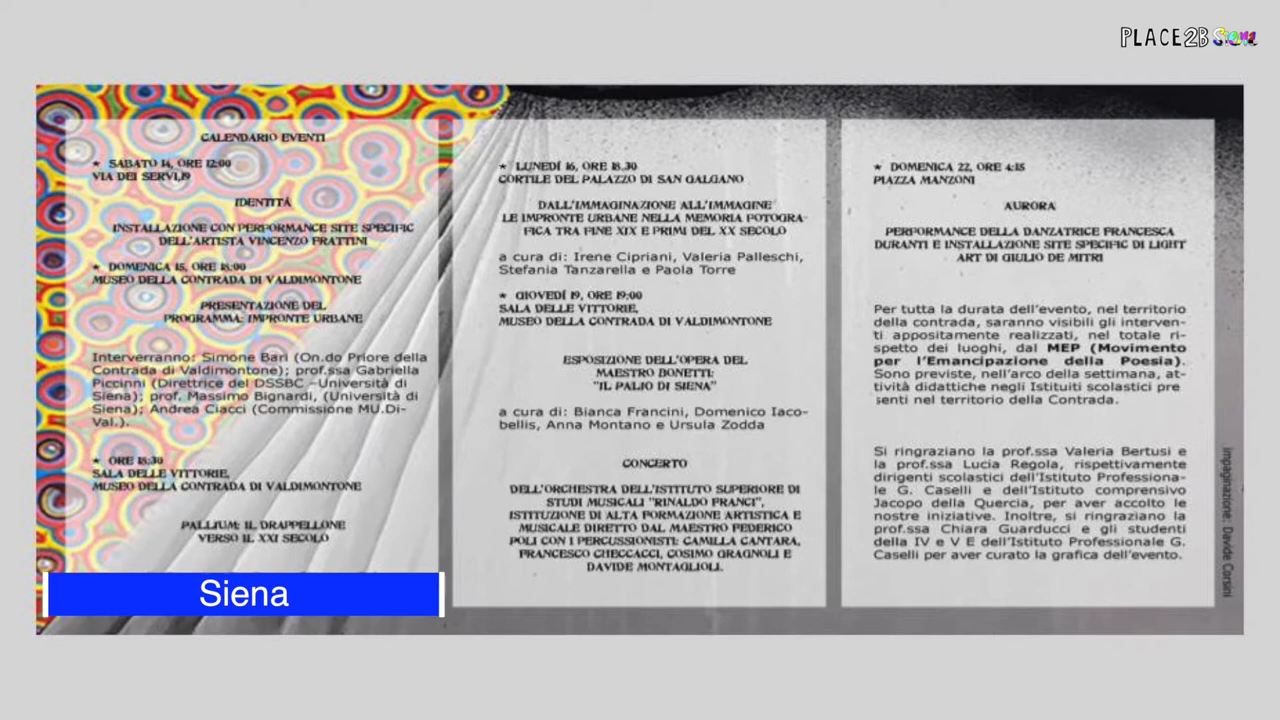 PLACE2B Siena
CALENDARIO EVENTI
★ SABATO 14, ORE 12:00
VIA DEI SERVI,19
IDENTITÀ
INSTALLAZIONE CON PERFORMANCE SITE SPECIFIC
DELL'ARTISTA VINCENZO FRATTINI
★ DOMENICA 15, ORE 18:00
MUSEO DELLA CONTRADA DI VALDIMONTONE
PRESENTAZIONE DEL
PROGRAMMA: IMPRONTE URBANE
Interverranno: Simone Bari (On.do Priore della
Contrada di Valdimontone); prof.ssa Gabriella
Piccinni (Direttrice del DSSBC –Università di
Siena); prof. Massimo Bignardi, (Università di
Siena); Andrea Ciacci (Commissione MU.Di-
Val.).
★ ORE 18:30
SALA DELLE VITTORIE,
MUSEO DELLA CONTRADA DI VALDIMONTONE
PALLIUM: IL DRAPPELLONE
VERSO IL XXI SECOLO
Siena
★ LUNEDÍ 16, ORE 18.30
CORTILE DEL PALAZZO DI SAN GALGANO
DALL'IMMAGINAZIONE ALL'IMMAGINE
LE IMPRONTE URBANE NELLA MEMORIA FOTOGRA-
FICA TRA FINE XIX E PRIMI DEL XX SECOLO
a cura di: Irene Cipriani, Valeria Palleschi,
Stefania Tanzarella e Paola Torre
★ GIOVEDÍ 19, ORE 19:00
SALA DELLE VITTORIE,
MUSEO DELLA CONTRADA DI VALDIMONTONE
ESPOSIZIONE DELL'OPERA DEL
MAESTRO BONETTI:
"IL PALIO DI SIENA"
a cura di: Bianca Francini, Domenico Iaco-
bellis, Anna Montano e Ursula Zodda
CONCERTO
DELL'ORCHESTRA DELL'ISTITUTO SUPERIORE DI
STUDI MUSICALI "RINALDO FRANCI",
ISTITUZIONE DI ALTA FORMAZIONE ARTISTICA E
MUSICALE DIRETTO DAL MAESTRO FEDERICO
POLI CON I PERCUSSIONISTI: CAMILLA CANTARA,
FRANCESCO CHECCACCI, COSIMO GRAGNOLI E
DAVIDE MONTAGLIOLI.
★ DOMENICA 22, ORE 4:15
PIAZZA MANZONI
AURORA
PERFORMANCE DELLA DANZATRICE FRANCESCA
DURANTI E INSTALLAZIONE SITE SPECIFIC DI LIGHT
ART DI GIULIO DE MITRI
Per tutta la durata dell'evento, nel territorio
della contrada, saranno visibili gli interven-
ti appositamente realizzati, nel totale ri-
spetto dei luoghi, dal MEP (Movimento
per l'Emancipazione della Poesia).
Sono previste, nell'arco della settimana, at-
tività didattiche negli Istituiti scolastici pre
senti nel territorio della Contrada.
Si ringraziano la prof.ssa Valeria Bertusi e
la prof.ssa Lucia Regola, rispettivamente
dirigenti scolastici dell'Istituto Professiona-
le G. Caselli e dell'Istituto comprensivo
Jacopo della Quercia, per aver accolto le
nostre iniziative. Inoltre, si ringraziano la
prof.ssa Chiara Guarducci e gli studenti
della IV e V E dell'Istituto Professionale G.
Caselli per aver curato la grafica dell'evento.
impaginazione: Davide Corsini